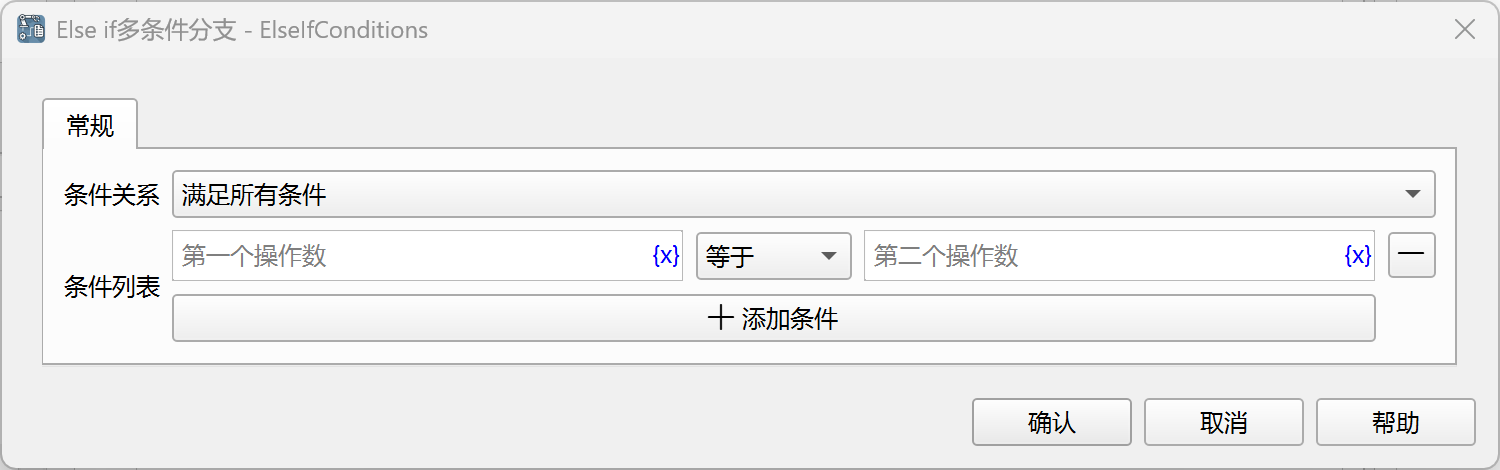 Else if多条件分支 - ElseIfConditions
常规
条件关系 满足所有条件
条件列表 第一个操作数 {x} 等于 第二个操作数 {x}
添加条件
确认 取消 帮助